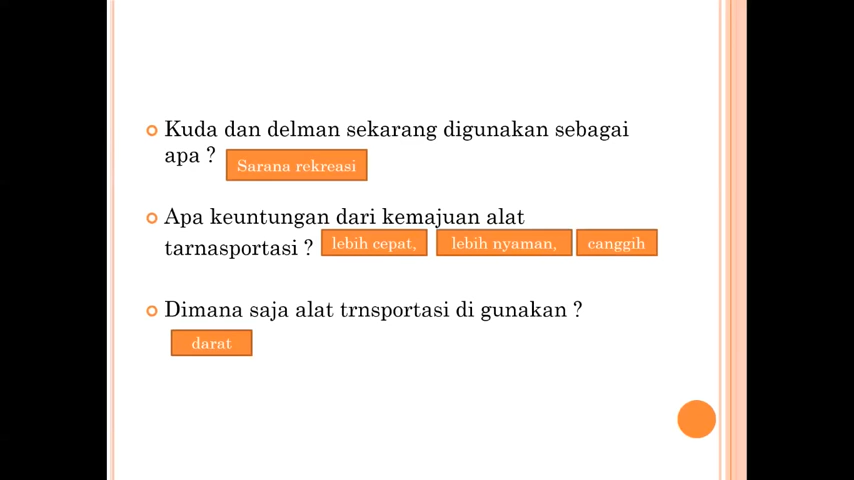 Kuda dan delman sekarang digunakan sebagai
apa ? Sarana rekreasi
Apa keuntungan dari kemajuan alat
tarnasportasi ? lebih cepat, lebih nyaman, canggih
Dimana saja alat trnsportasi di gunakan ?
darat